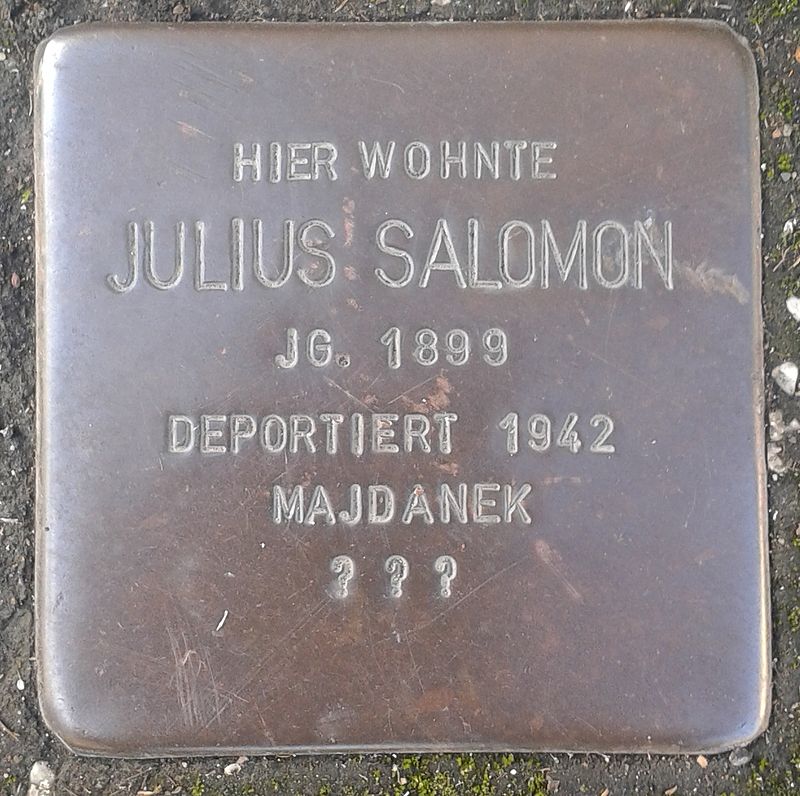 HIER WOHNTE
JULIUS SALOMON
JG. 1899
DEPORTIERT 1942
MAJDANEK
? ? ?